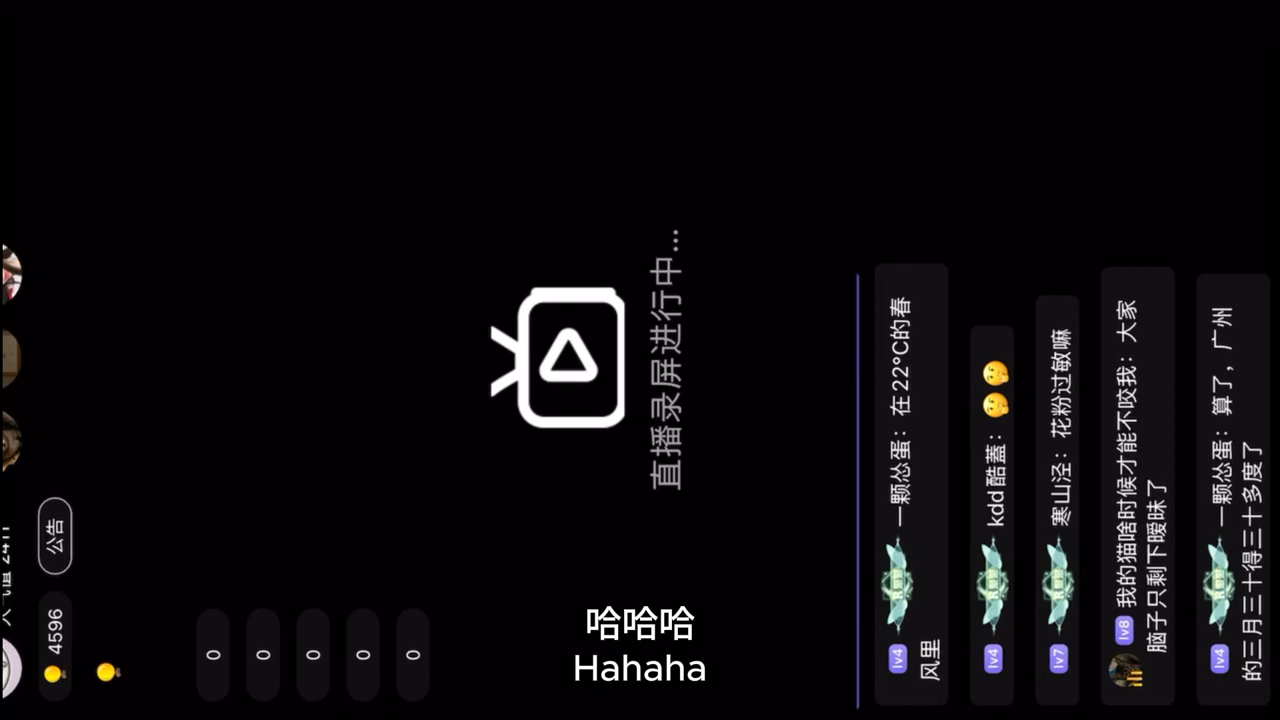 公告
4596
0
0
0
0
0
直播录屏进行中...
lv4 一颗怂蛋：在22°C的春
风里
lv4 kdd酷蓋：🤔🤔
lv7 寒山泾：花粉过敏嘛
lv8 我的猫啥时候才能不咬我：大家
脑子只剩下暧昧了
lv4 一颗怂蛋：算了，广州
的三月三十得三十多度了
哈哈哈
Hahaha